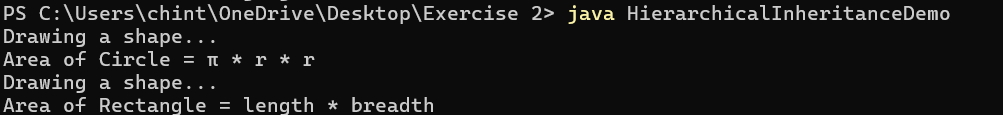 PS C:\Users\chint\OneDrive\Desktop\Exercise 2> java HierarchicalInheritanceDemo
Drawing a shape...
Area of Circle = π * r * r
Drawing a shape...
Area of Rectangle = length * breadth